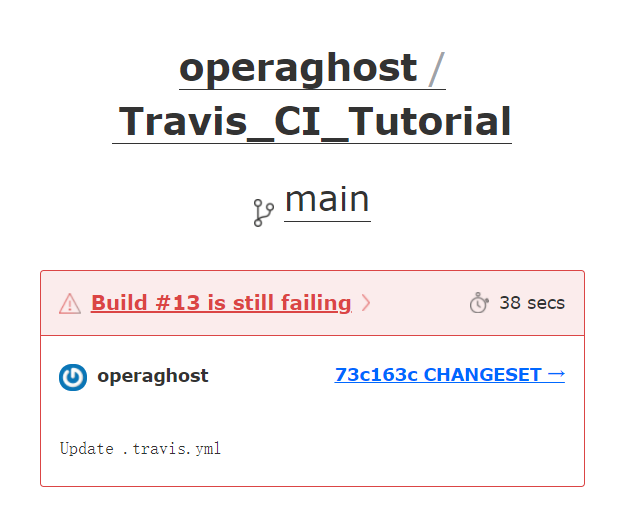 operaghost /
Travis_CI_Tutorial
main
Build #13 is still failing
38 secs
operaghost
73c163c CHANGESET →
Update .travis.yml